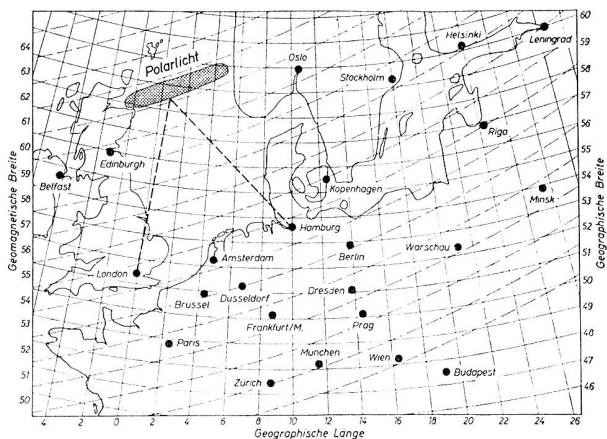 Helsinki
Leningrad
Polarlicht
Oslo
Stockholm
Riga
Edinburgh
Belfast
Kopenhagen
Minsk
Hamburg
London
Amsterdam
Berlin
Warschau
Brüssel
Dusseldorf
Dresden
Frankfurt/M.
Prag
Paris
Munchen
Wien
Budapest
Zürich
Geomagnetische Breite
64
63
62
61
60
59
58
57
56
55
54
53
52
51
50
Geographische Breite
60
59
58
57
56
55
54
53
52
51
50
49
48
47
46
4
2
0
2
4
6
8
10
12
14
16
18
20
22
24
26
Geographische Länge